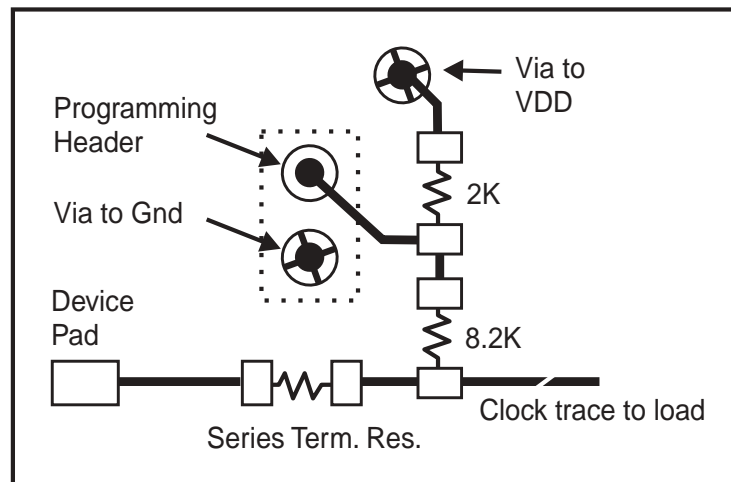 Via to
VDD
Programming
Header
2K
Via to Gnd
Device
Pad
8.2K
Clock trace to load
Series Term. Res.